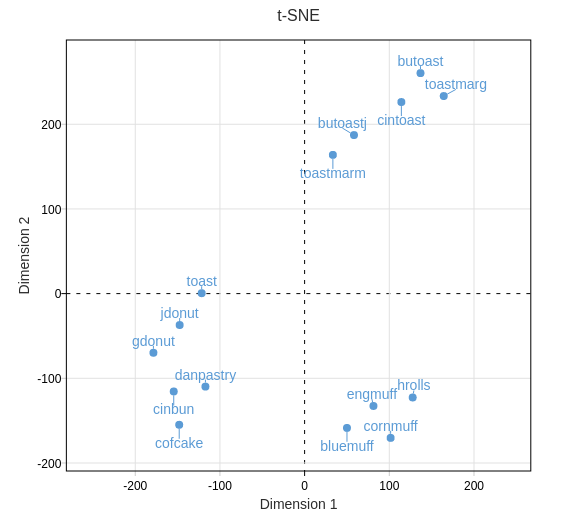 t-SNE
butoast
toastmarg
butoastj
cintoast
toastmarm
toast
jdonut
gdonut
danpastry
cinbun
cofcake
hrolls
engmuff
cornmuff
bluemuff
200
100
0
-100
-200
-200
-100
0
100
200
Dimension 2
Dimension 1